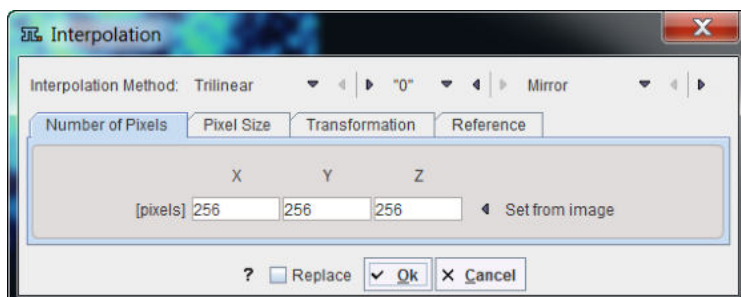 Interpolation
Interpolation Method: Trilinear "0" Mirror
Number of Pixels Pixel Size Transformation Reference
X Y Z
[pixels] 256 256 256 Set from image
? Replace Ok Cancel